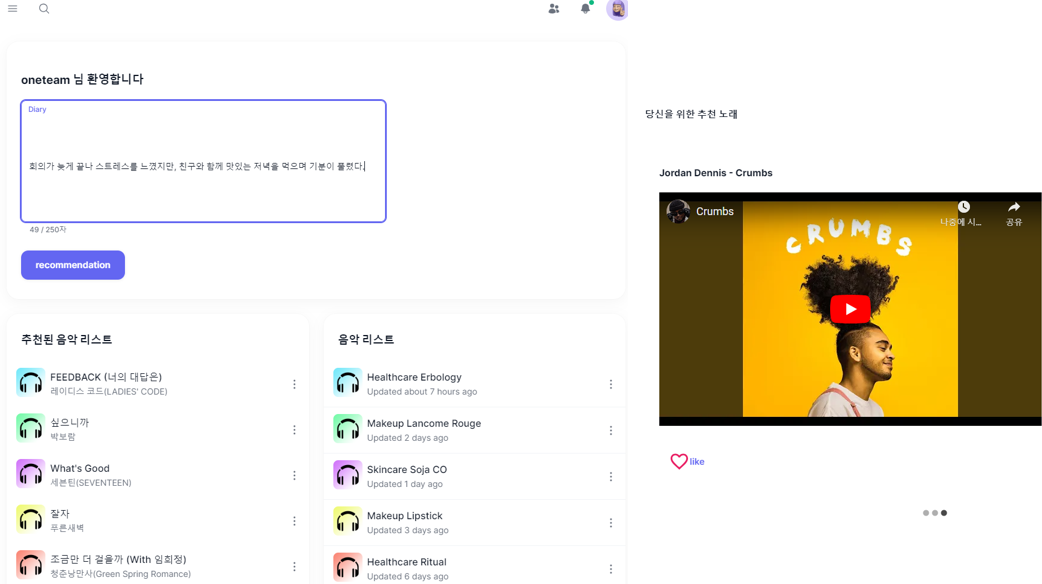 oneteam 님 환영합니다
Diary
회의가 늦게 끝나 스트레스를 느꼈지만, 친구와 함께 맛있는 저녁을 먹으며 기분이 풀렸다.
49 / 250자
recommendation
추천된 음악 리스트
FEEDBACK (너의 대답은)
레이디스 코드(LADIES' CODE)
싶으니까
박보람
What's Good
세븐틴(SEVENTEEN)
잘자
푸른새벽
조금만 더 걸을까 (With 임희정)
청춘낭만사(Green Spring Romance)
음악 리스트
Healthcare Erbology
Updated about 7 hours ago
Makeup Lancome Rouge
Updated 2 days ago
Skincare Soja CO
Updated 1 day ago
Makeup Lipstick
Updated 3 days ago
Healthcare Ritual
Updated 6 days ago
당신을 위한 추천 노래
Jordan Dennis - Crumbs
Crumbs
나중에 시...
공유
CRUMBS
like